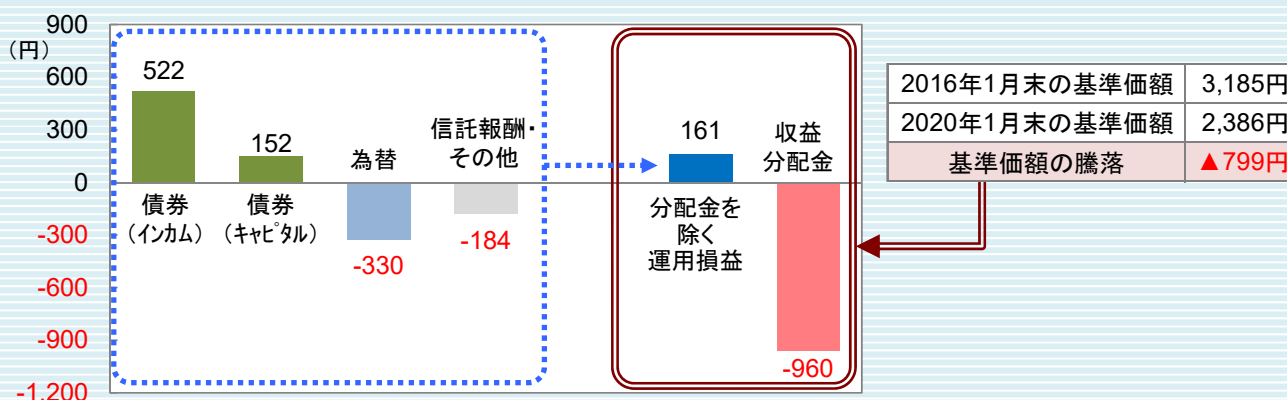 900
（円）
600
300
0
-300
-600
-900
-1,200
522
債券
（ｲﾝｶﾑ）
152
債券
（ｷｬﾋﾟﾀﾙ）
為替
-330
信託報酬・
その他
-184
161
分配金を
除く
運用損益
収益
分配金
-960
2016年1月末の基準価額 3,185円
2020年1月末の基準価額 2,386円
基準価額の騰落 ▲799円